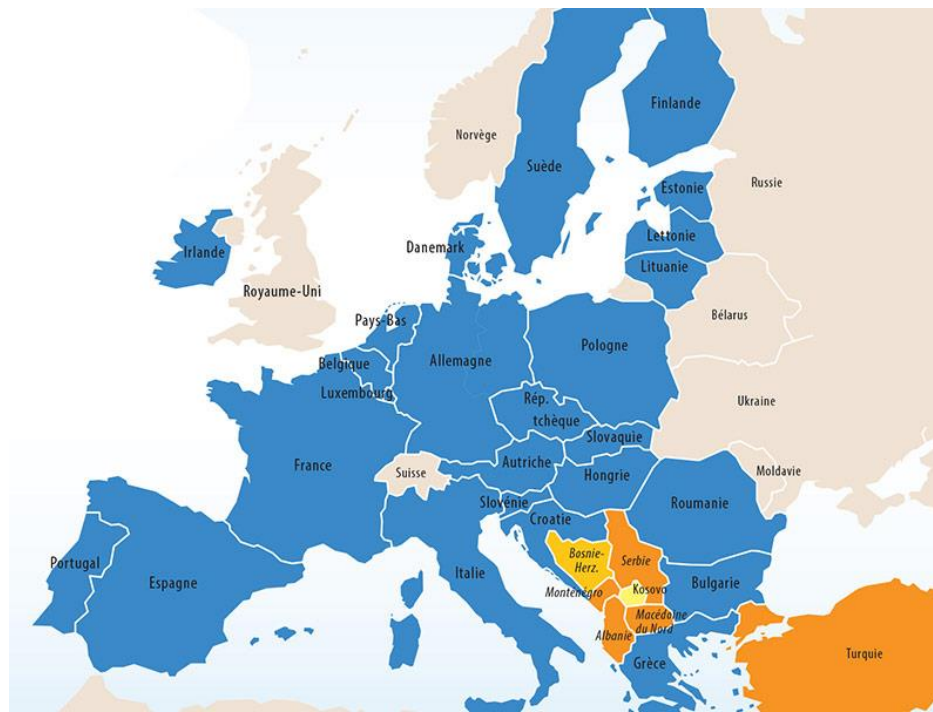 Finlande
Norvège
Suède
Russie
Estonie
Lettonie
Danemark
Irlande
Lituanie
Royaume-Uni
Bélarus
Pays-Bas
Pologne
Belgique
Allemagne
Luxembourg
Rép.
tchèque
Ukraine
Slovaquie
Autriche
France
Suisse
Hongrie
Moldavie
Slovénie
Roumanie
Croatie
Portugal
Espagne
Italie
Bosnie-
Herz.
Serbie
Bulgarie
Monténégro
Kosovo
Macédoine
du Nord
Albanie
Turquie
Grèce